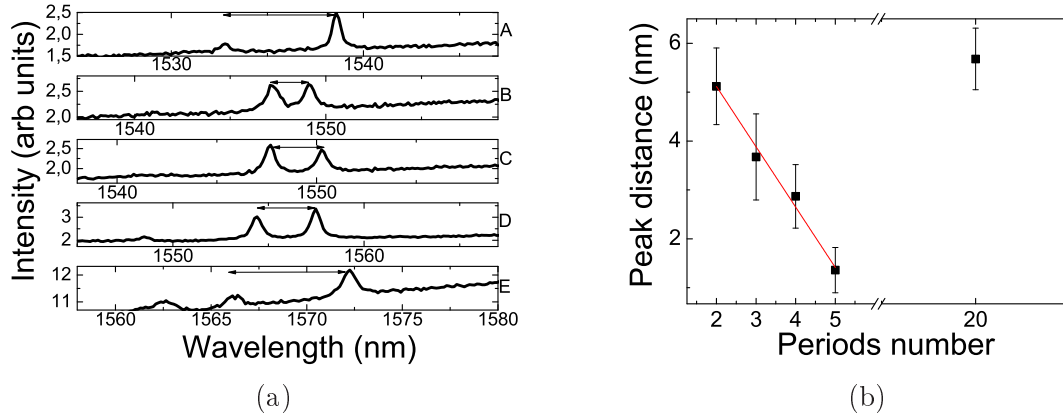 Intensity (arb units)
2,5
2,0
1,5
A
1530 1540
2,5
2,0
B
1540 1550
2,5
2,0
C
1540 1550
3
2
D
1550 1560
12
11
E
1560 1565 1570 1575 1580
Wavelength (nm)
(a)
Peak distance (nm)
6
4
2
2 3 4 5 20
Periods number
(b)